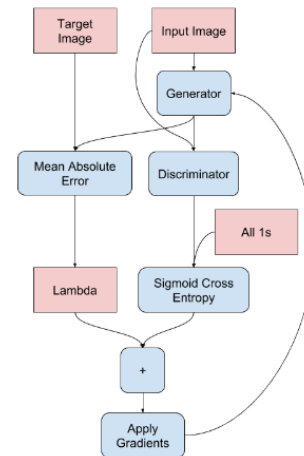 Target
Image
Input Image
Generator
Mean Absolute
Error
Discriminator
All 1s
Lambda
Sigmoid Cross
Entropy
+
Apply
Gradients